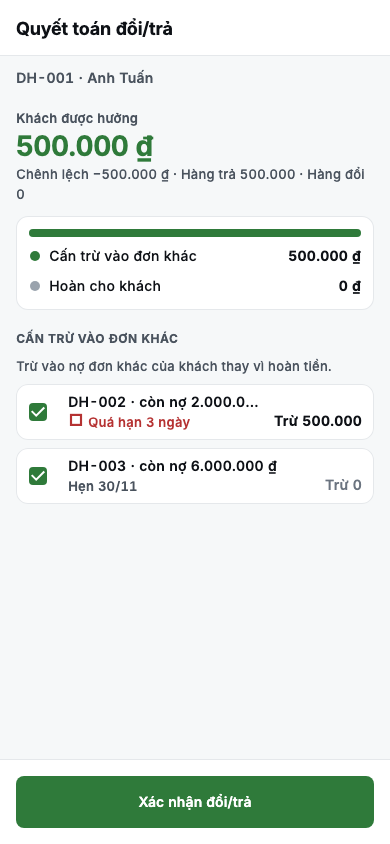 Quyết toán đổi/trả
DH-001 · Anh Tuấn
Khách được hưởng
500.000 ₫
Chênh lệch −500.000 ₫ · Hàng trả 500.000 · Hàng đổi
0
Cấn trừ vào đơn khác 500.000 ₫
Hoàn cho khách 0 ₫
CẤN TRỪ VÀO ĐƠN KHÁC
Trừ vào nợ đơn khác của khách thay vì hoàn tiền.
DH-002 · còn nợ 2.000.0...
Quá hạn 3 ngày Trừ 500.000
DH-003 · còn nợ 6.000.000 ₫
Hẹn 30/11 Trừ 0
Xác nhận đổi/trả